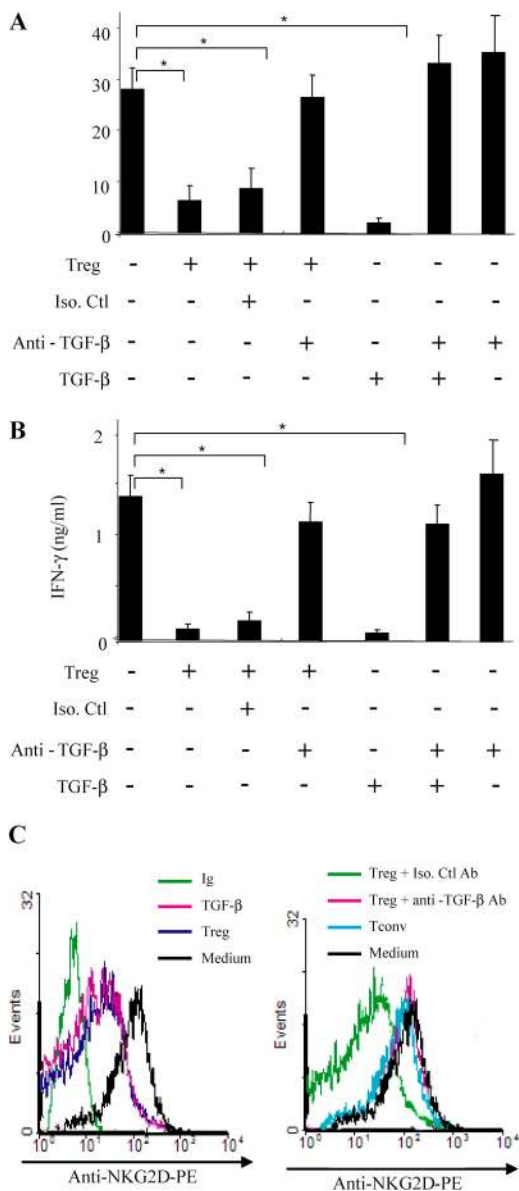 A
40
30
20
10
0
Treg - + + + - - -
Iso. Ctl - - + - - - -
Anti - TGF-β - - - + - + +
TGF-β - - - - + + -
* * *
B
2
1
0
IFN-γ (ng/ml)
* * *
Treg - + + + - - -
Iso. Ctl - - + - - - -
Anti - TGF-β - - - + - + +
TGF-β - - - - + + -
C
Ig
TGF-β
Treg
Medium
32
Events
0
10⁰ 10¹ 10² 10³ 10⁴
Anti-NKG2D-PE
Treg + Iso. Ctl Ab
Treg + anti -TGF-β Ab
Tconv
Medium
32
Events
0
10⁰ 10¹ 10² 10³ 10⁴
Anti-NKG2D-PE